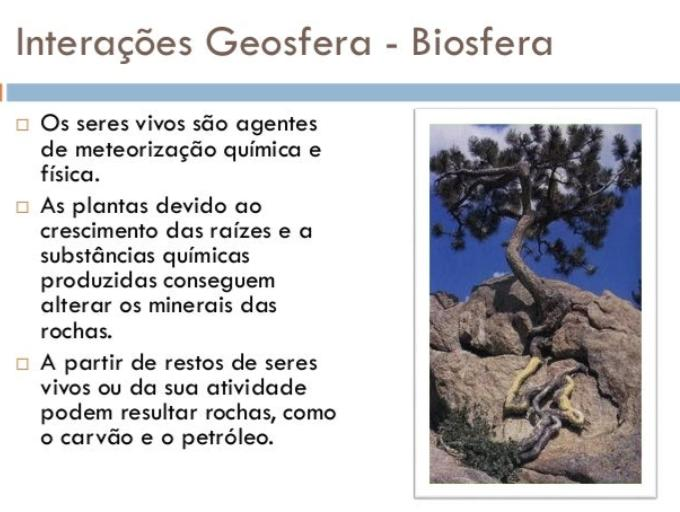 Interações Geosfera - Biosfera
Os seres vivos são agentes
de meteorização química e
física.
As plantas devido ao
crescimento das raízes e a
substâncias químicas
produzidas conseguem
alterar os minerais das
rochas.
A partir de restos de seres
vivos ou da sua atividade
podem resultar rochas, como
o carvão e o petróleo.